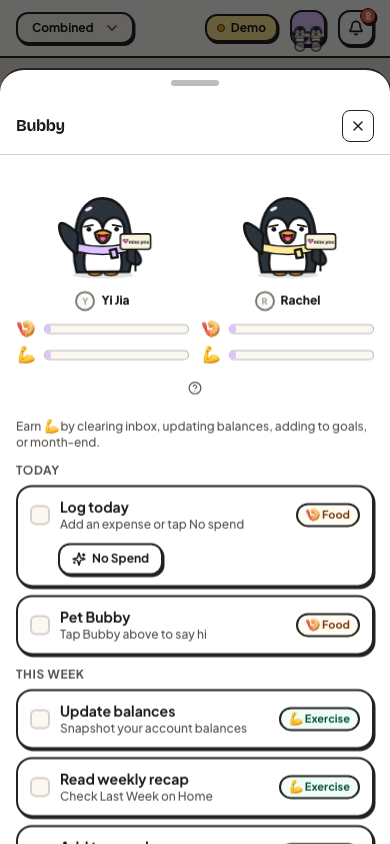 Combined
Demo
8
Bubby
miss you
miss you
Y Yi Jia
R Rachel
?
Earn 💪 by clearing inbox, updating balances, adding to goals,
or month-end.
TODAY
Log today
Add an expense or tap No spend
🍤 Food
No Spend
Pet Bubby
Tap Bubby above to say hi
🍤 Food
THIS WEEK
Update balances
Snapshot your account balances
💪 Exercise
Read weekly recap
Check Last Week on Home
💪 Exercise